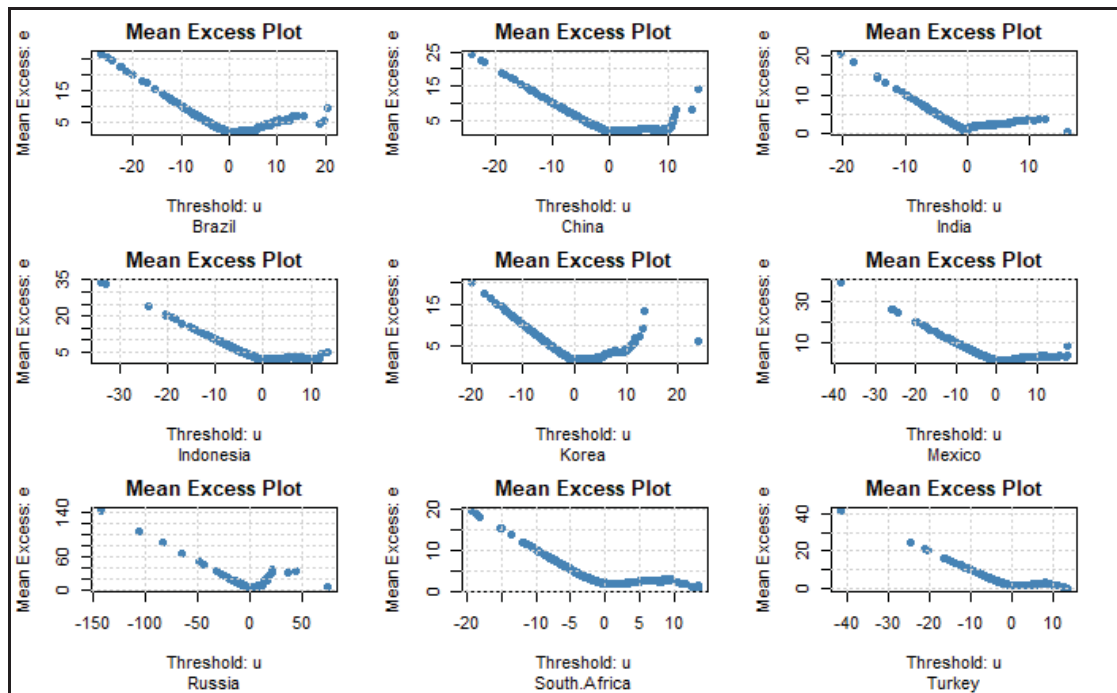 Mean Excess Plot Mean Excess Plot Mean Excess Plot
Mean Excess: e Mean Excess: e Mean Excess: e
15 5 25 15 5 20 10 0
-20 -10 0 10 20 -20 -10 0 10 -20 -10 0 10
Threshold: u Threshold: u Threshold: u
Brazil China India
Mean Excess Plot Mean Excess Plot Mean Excess Plot
Mean Excess: e Mean Excess: e Mean Excess: e
35 20 5 15 5 30 10
-30 -20 -10 0 10 -20 -10 0 10 20 -40 -30 -20 -10 0 10
Threshold: u Threshold: u Threshold: u
Indonesia Korea Mexico
Mean Excess Plot Mean Excess Plot Mean Excess Plot
Mean Excess: e Mean Excess: e Mean Excess: e
140 60 0 20 10 0 40 20 0
-150 -100 -50 0 50 -20 -10 -5 0 5 10 -40 -20 0 10
Threshold: u Threshold: u Threshold: u
Russia South.Africa Turkey